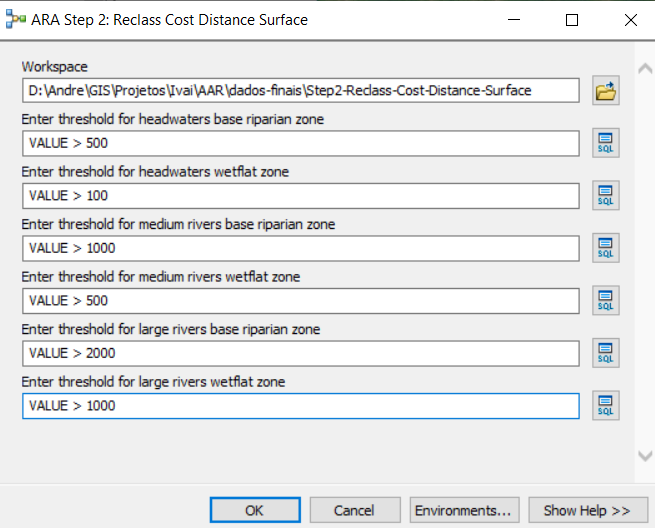 ARA Step 2: Reclass Cost Distance Surface
Workspace
D:\Andre\GIS\Projetos\Ivai\AAR\dados-finais\Step2-Reclass-Cost-Distance-Surface
Enter threshold for headwaters base riparian zone
VALUE > 500
SQL
Enter threshold for headwaters wetflat zone
VALUE > 100
SQL
Enter threshold for medium rivers base riparian zone
VALUE > 1000
SQL
Enter threshold for medium rivers wetflat zone
VALUE > 500
SQL
Enter threshold for large rivers base riparian zone
VALUE > 2000
SQL
Enter threshold for large rivers wetflat zone
VALUE > 1000
SQL
OK Cancel Environments... Show Help >>